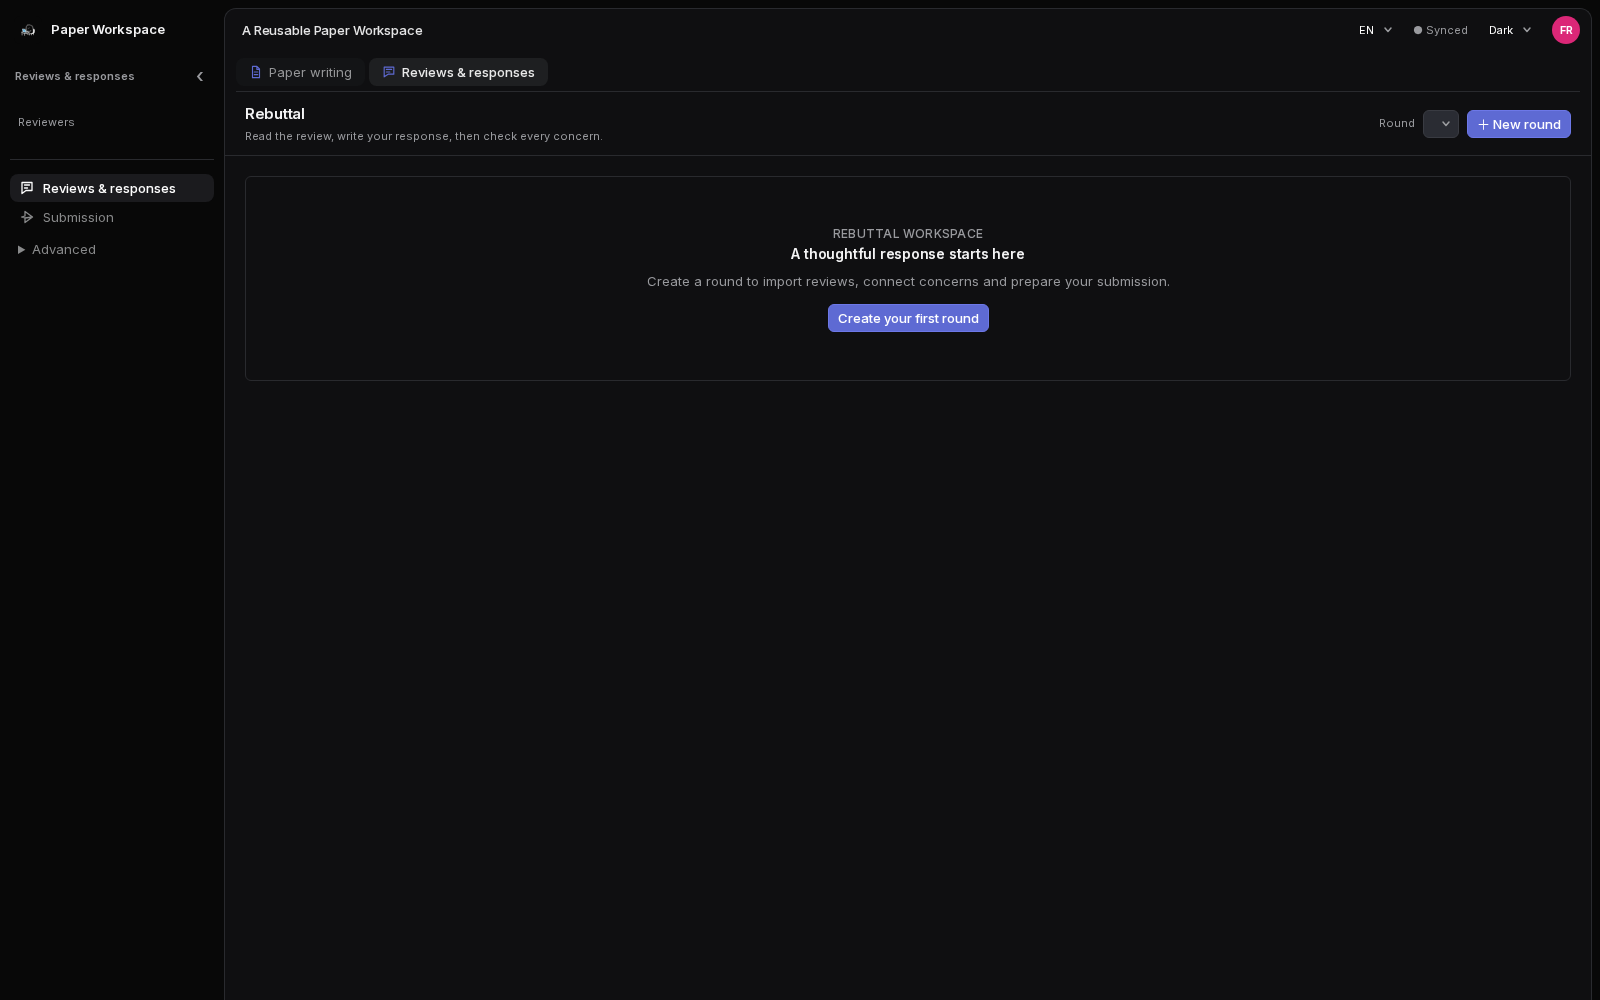 Paper Workspace
A Reusable Paper Workspace
EN
Synced
Dark
FR
Reviews & responses
Paper writing
Reviews & responses
Reviewers
Rebuttal
Read the review, write your response, then check every concern.
Round
New round
Reviews & responses
Submission
Advanced
REBUTTAL WORKSPACE
A thoughtful response starts here
Create a round to import reviews, connect concerns and prepare your submission.
Create your first round